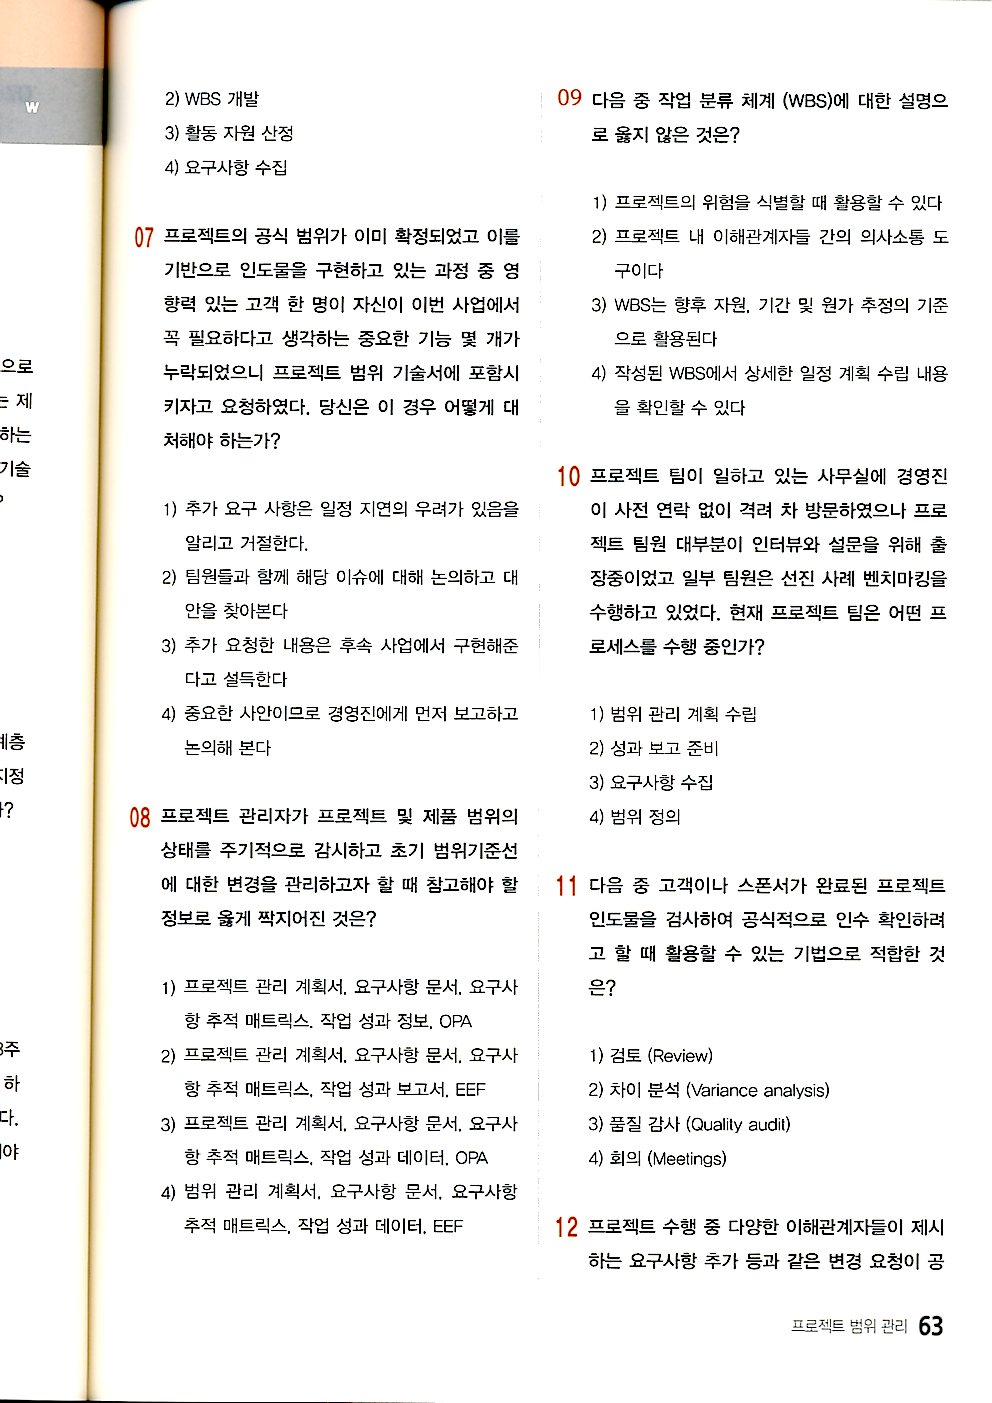 W
으로
는 제
하는
기술
?
계층
지정
가?
3주
하
다.
해야
2) WBS 개발
3) 활동 자원 산정
4) 요구사항 수집
07 프로젝트의 공식 범위가 이미 확정되었고 이를
기반으로 인도물을 구현하고 있는 과정 중 영
향력 있는 고객 한 명이 자신이 이번 사업에서
꼭 필요하다고 생각하는 중요한 기능 몇 개가
누락되었으니 프로젝트 범위 기술서에 포함시
키자고 요청하였다. 당신은 이 경우 어떻게 대
처해야 하는가?
1) 추가 요구 사항은 일정 지연의 우려가 있음을
알리고 거절한다.
2) 팀원들과 함께 해당 이슈에 대해 논의하고 대
안을 찾아본다
3) 추가 요청한 내용은 후속 사업에서 구현해준
다고 설득한다
4) 중요한 사안이므로 경영진에게 먼저 보고하고
논의해 본다
08 프로젝트 관리자가 프로젝트 및 제품 범위의
상태를 주기적으로 감시하고 초기 범위기준선
에 대한 변경을 관리하고자 할 때 참고해야 할
정보로 옳게 짝지어진 것은?
1) 프로젝트 관리 계획서, 요구사항 문서, 요구사
항 추적 매트릭스, 작업 성과 정보, OPA
2) 프로젝트 관리 계획서, 요구사항 문서, 요구사
항 추적 매트릭스, 작업 성과 보고서, EEF
3) 프로젝트 관리 계획서, 요구사항 문서, 요구사
항 추적 매트릭스, 작업 성과 데이터, OPA
4) 범위 관리 계획서, 요구사항 문서, 요구사항
추적 매트릭스, 작업 성과 데이터, EEF
09 다음 중 작업 분류 체계 (WBS)에 대한 설명으
로 옳지 않은 것은?
1) 프로젝트의 위험을 식별할 때 활용할 수 있다
2) 프로젝트 내 이해관계자들 간의 의사소통 도
구이다
3) WBS는 향후 자원, 기간 및 원가 추정의 기준
으로 활용된다
4) 작성된 WBS에서 상세한 일정 계획 수립 내용
을 확인할 수 있다
10 프로젝트 팀이 일하고 있는 사무실에 경영진
이 사전 연락 없이 격려 차 방문하였으나 프로
젝트 팀원 대부분이 인터뷰와 설문을 위해 출
장중이었고 일부 팀원은 선진 사례 벤치마킹을
수행하고 있었다. 현재 프로젝트 팀은 어떤 프
로세스를 수행 중인가?
1) 범위 관리 계획 수립
2) 성과 보고 준비
3) 요구사항 수집
4) 범위 정의
11 다음 중 고객이나 스폰서가 완료된 프로젝트
인도물을 검사하여 공식적으로 인수 확인하려
고 할 때 활용할 수 있는 기법으로 적합한 것
은?
1) 검토 (Review)
2) 차이 분석 (Variance analysis)
3) 품질 감사 (Quality audit)
4) 회의 (Meetings)
12 프로젝트 수행 중 다양한 이해관계자들이 제시
하는 요구사항 추가 등과 같은 변경 요청이 공
프로젝트 범위 관리 63